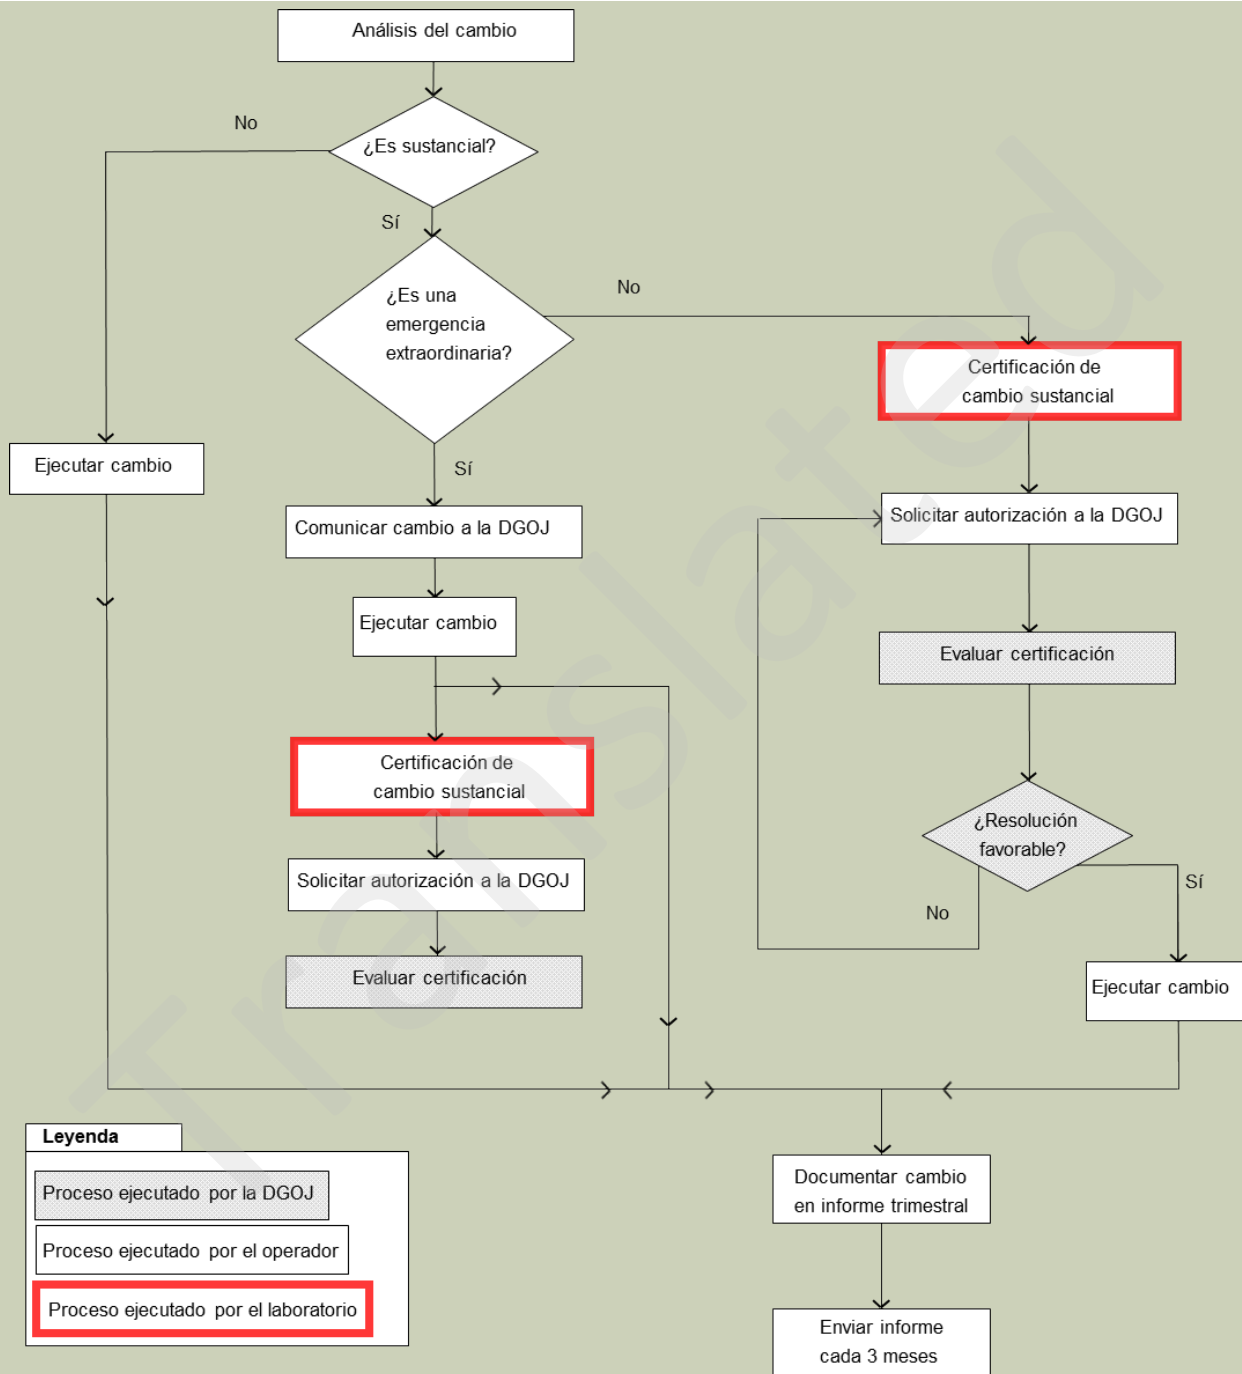 Análisis del cambio
No
¿Es sustancial?
Sí
¿Es una
emergencia
extraordinaria?
No
Certificación de
cambio sustancial
Ejecutar cambio
Sí
Comunicar cambio a la DGOJ
Solicitar autorización a la DGOJ
Ejecutar cambio
Evaluar certificación
Certificación de
cambio sustancial
¿Resolución
favorable?
Solicitar autorización a la DGOJ
Sí
No
Evaluar certificación
Ejecutar cambio
Leyenda
Proceso ejecutado por la DGOJ
Proceso ejecutado por el operador
Proceso ejecutado por el laboratorio
Documentar cambio
en informe trimestral
Enviar informe
cada 3 meses
Translated